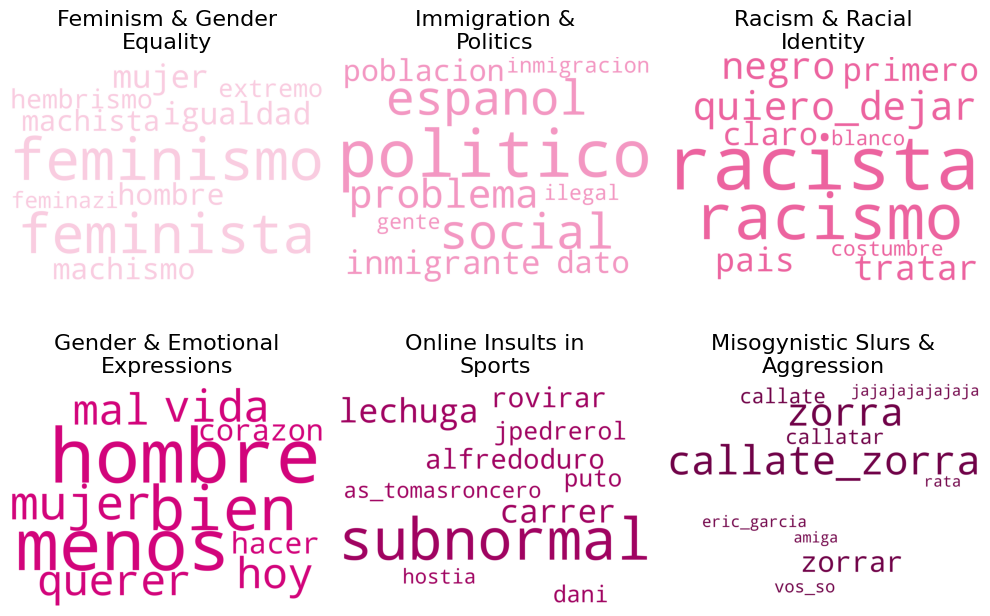 Feminism & Gender
Equality
mujer
extremo
hembrismo
machista
igualdad
feminismo
feminazi
hombre
feminista
machismo
Immigration &
Politics
poblacion
inmigracion
espanol
politico
problema
ilegal
gente
social
inmigrante
dato
Racism & Racial
Identity
negro
primero
quiero_dejar
claro
blanco
racista
racismo
costumbre
pais
tratar
Gender & Emotional
Expressions
mal
vida
corazon
hombre
mujer
bien
menos
hacer
querer
hoy
Online Insults in
Sports
rovirar
lechuga
jpedrerol
alfredoduro
puto
as_tomasroncero
carrer
subnormal
hostia
dani
Misogynistic Slurs &
Aggression
callate
jajajajajajaja
zorra
callatar
callate_zorra
rata
eric_garcia
amiga
zorrar
vos_so